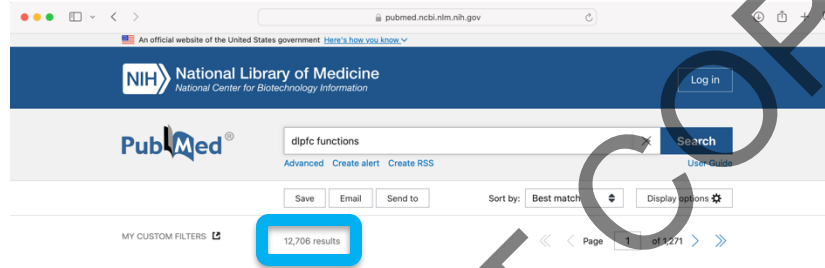 pubmed.ncbi.nlm.nih.gov
An official website of the United States government Here's how you know
NIH National Library of Medicine
National Center for Biotechnology Information
Log in
PubMed®
dlpfc functions
Search
Advanced Create alert Create RSS
User Guide
Save Email Send to Sort by: Best match Display options
MY CUSTOM FILTERS 12,706 results Page 1 of 1,271
COP